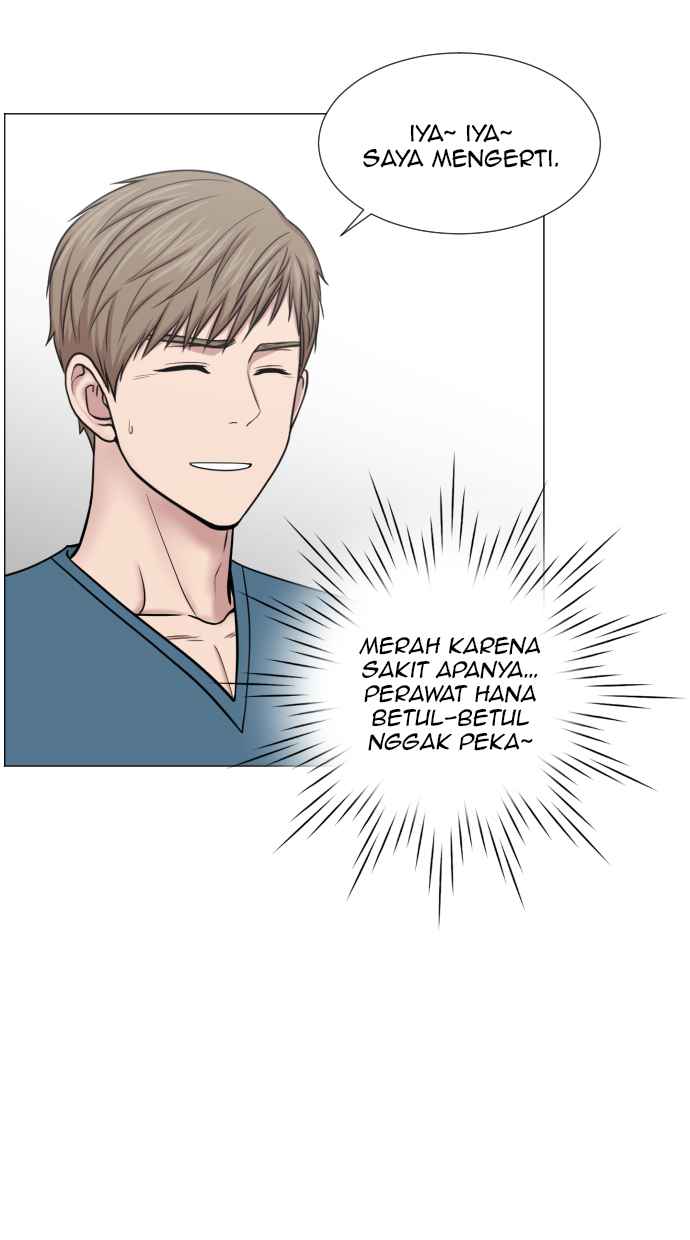 IYA~ IYA~
SAYA MENGERTI.
MERAH KARENA
SAKIT APANYA...
PERAWAT HANA
BETUL-BETUL
NGGAK PEKA~